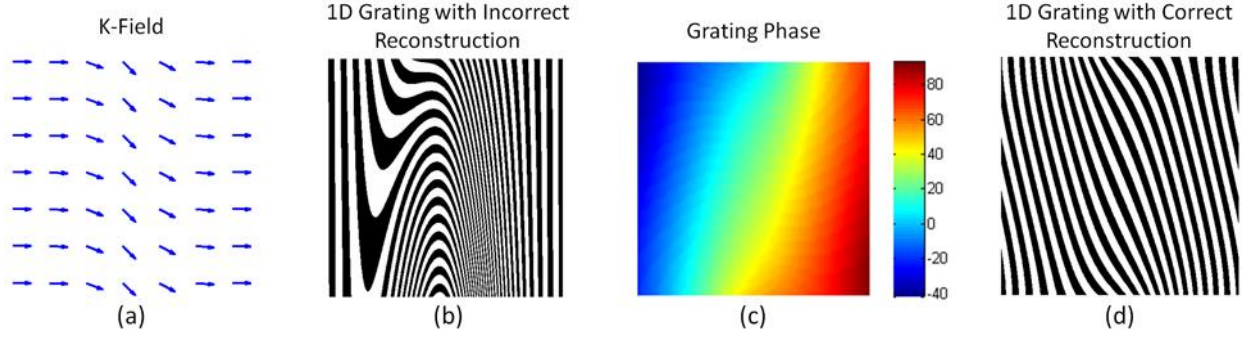 K-Field
1D Grating with Incorrect
Reconstruction
Grating Phase
1D Grating with Correct
Reconstruction
80
60
40
20
0
-20
-40
(a)
(b)
(c)
(d)